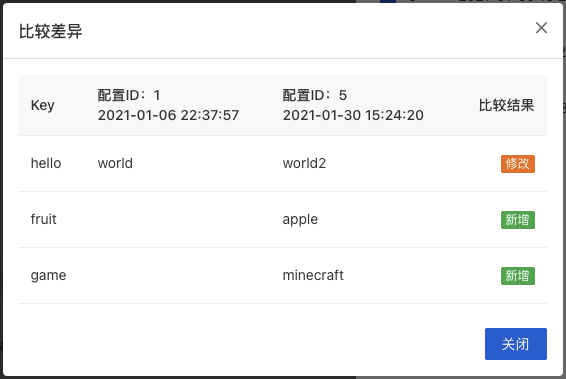 比较差异
Key 配置ID：1 2021-01-06 22:37:57 配置ID：5 2021-01-30 15:24:20 比较结果
hello world world2 修改
fruit apple 新增
game minecraft 新增
关闭